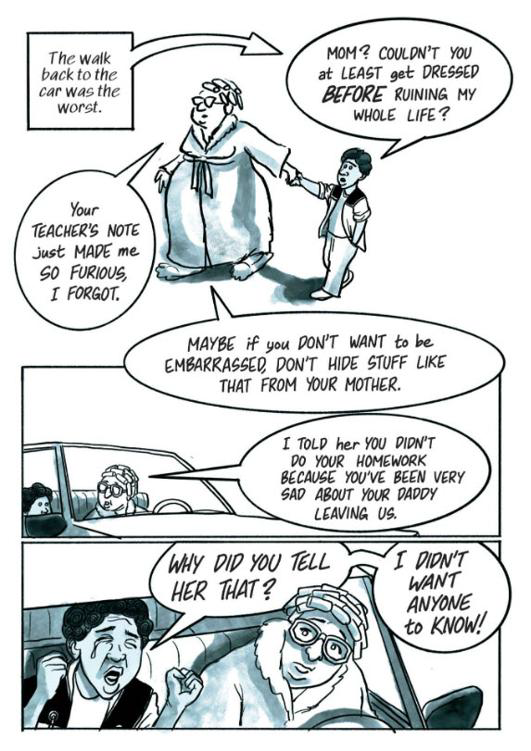 The walk
back to the
car was the
worst.
MOM? COULDN'T YOU
at LEAST get DRESSED
BEFORE RUINING MY
WHOLE LIFE?
Your
TEACHER'S NOTE
just MADE me
SO FURIOUS,
I FORGOT.
MAYBE if you DON'T WANT to be
EMBARRASSED, DON'T HIDE STUFF LIKE
THAT FROM YOUR MOTHER.
I TOLD her YOU DIDN'T
DO YOUR HOMEWORK
BECAUSE YOU'VE BEEN VERY
SAD ABOUT YOUR DADDY
LEAVING US.
WHY DID YOU TELL
HER THAT?
I DIDN'T
WANT
ANYONE
to KNOW!